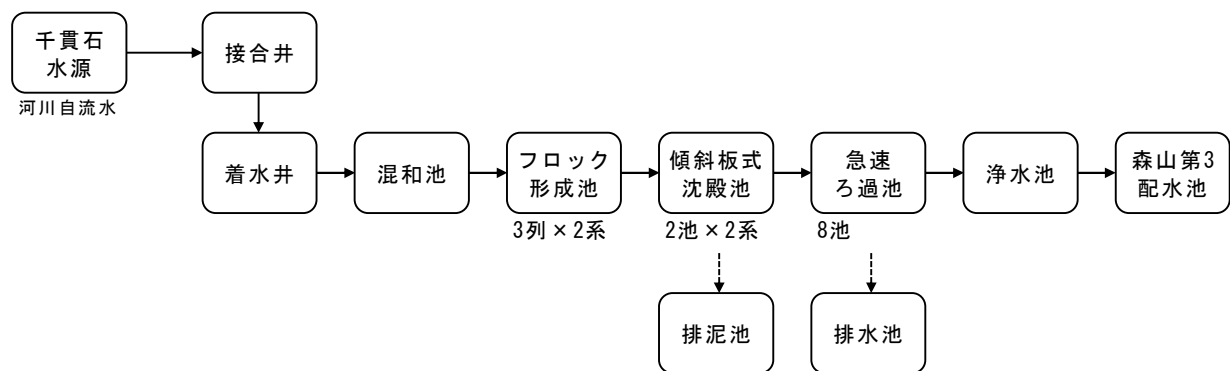 千貫石
水源
河川自流水
接合井
着水井
混和池
フロック
形成池
3列×2系
傾斜板式
沈殿池
2池×2系
急速
ろ過池
8池
浄水池
森山第3
配水池
排泥池
排水池